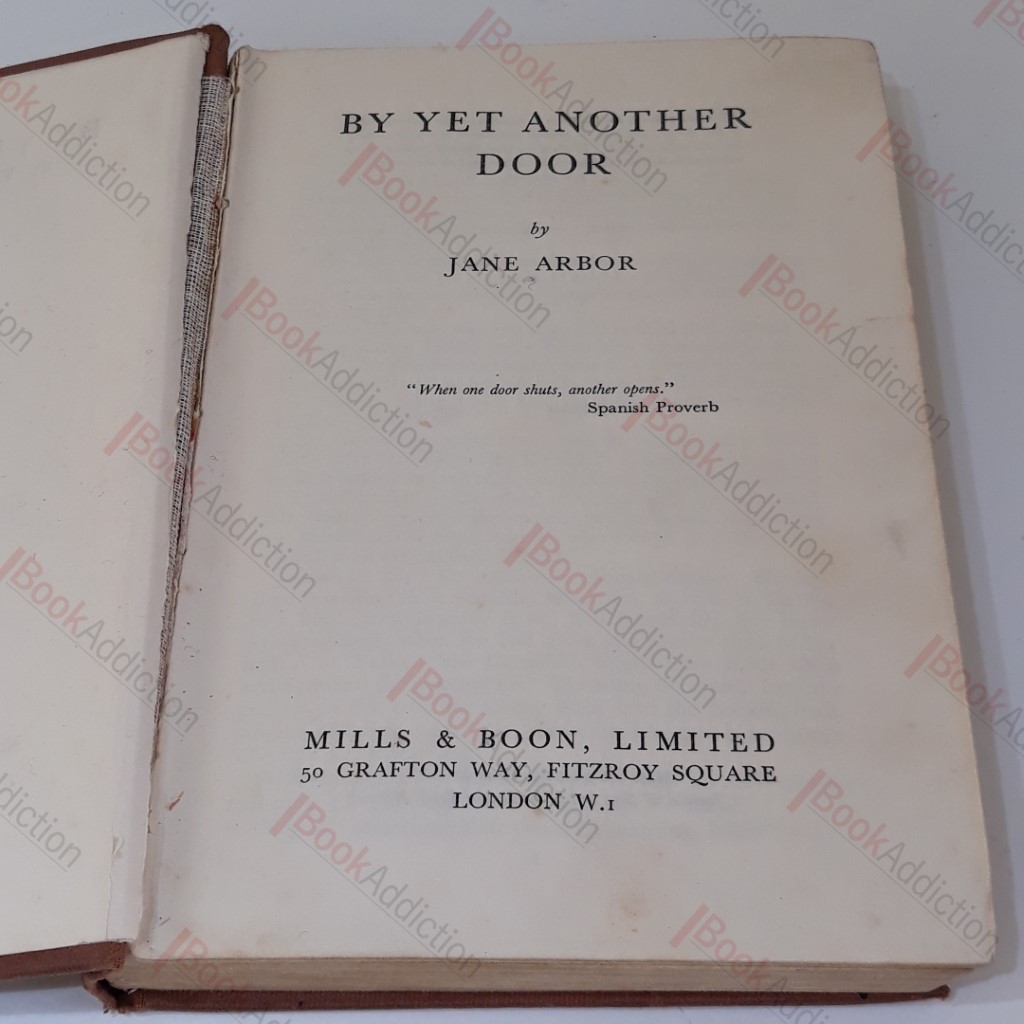 BY YET ANOTHER
DOOR
by
JANE ARBOR
“When one door shuts, another opens.”
Spanish Proverb
MILLS & BOON, LIMITED
50 GRAFTON WAY, FITZROY SQUARE
LONDON W.1
BookAddiction